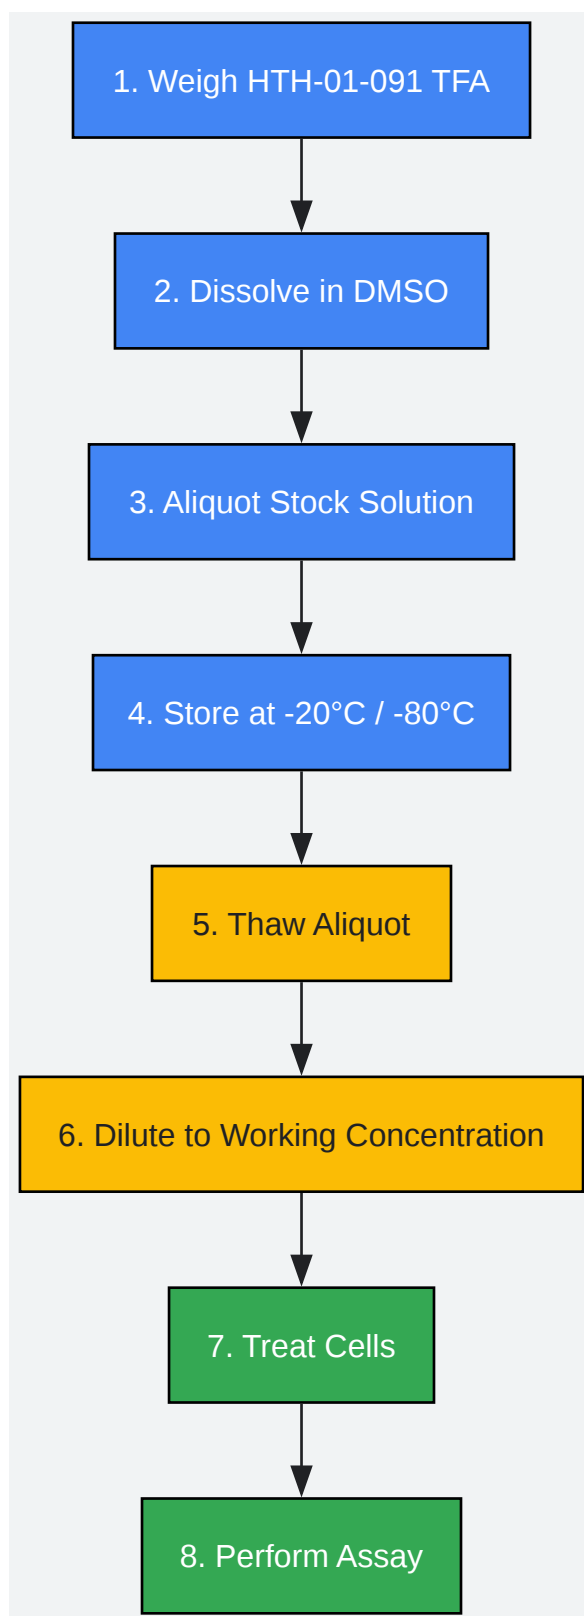 1. Weigh HTH-01-091 TFA
2. Dissolve in DMSO
3. Aliquot Stock Solution
4. Store at -20°C / -80°C
5. Thaw Aliquot
6. Dilute to Working Concentration
7. Treat Cells
8. Perform Assay